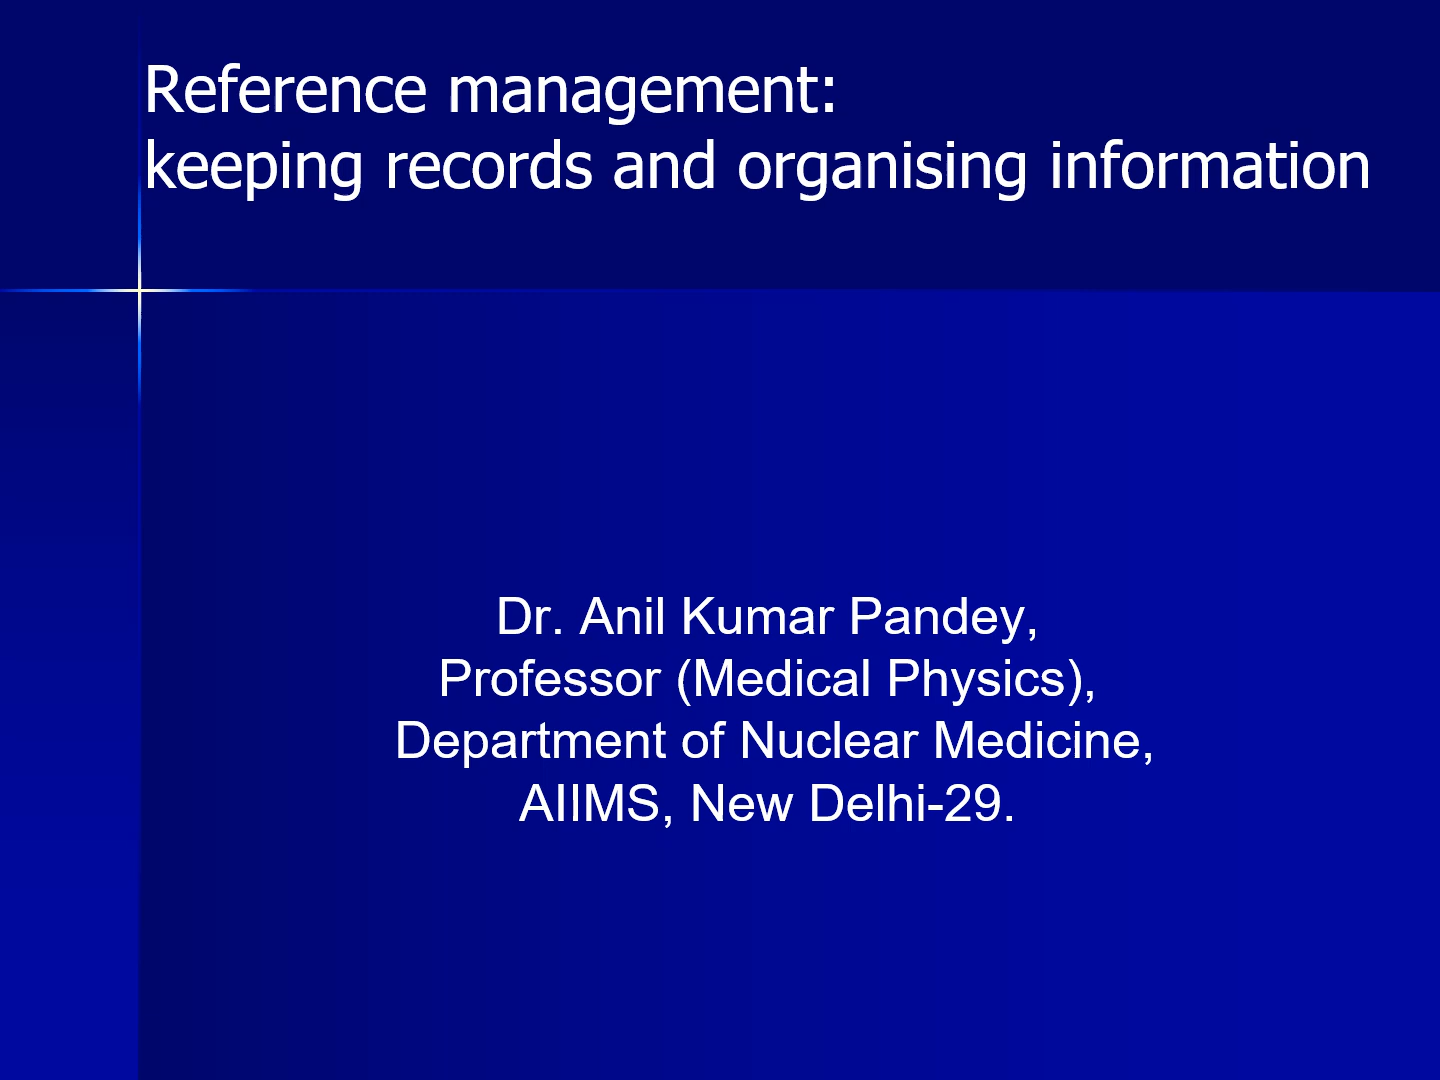 Reference management:
keeping records and organising information
Dr. Anil Kumar Pandey,
Professor (Medical Physics),
Department of Nuclear Medicine,
AIIMS, New Delhi-29.